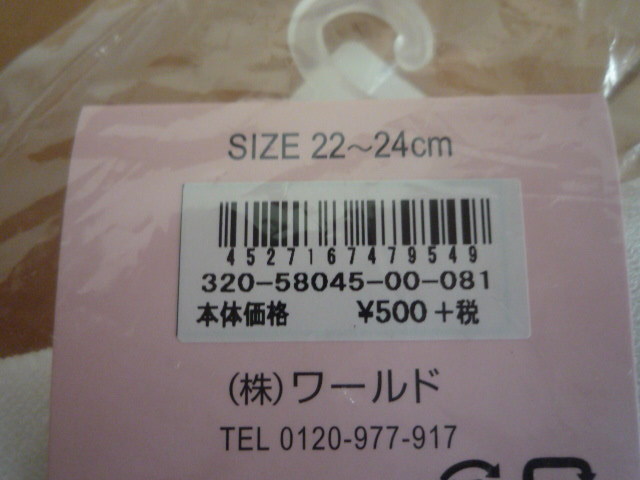 SIZE 22～24cm
4527167479549
320-58045-00-081
本体価格 ¥500+税
(株)ワールド
TEL 0120-977-917